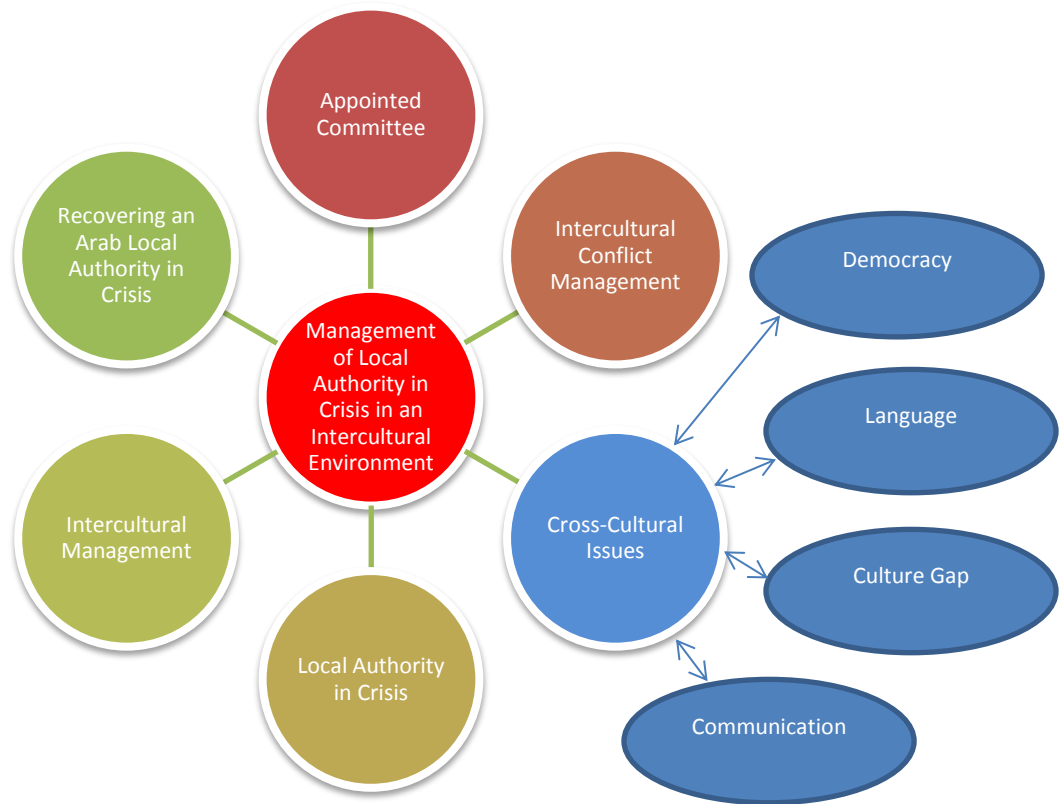 Appointed
Committee
Recovering an
Arab Local
Authority in
Crisis
Intercultural
Conflict
Management
Democracy
Management
of Local
Authority in
Crisis in an
Intercultural
Environment
Language
Intercultural
Management
Cross-Cultural
Issues
Culture Gap
Local Authority
in Crisis
Communication